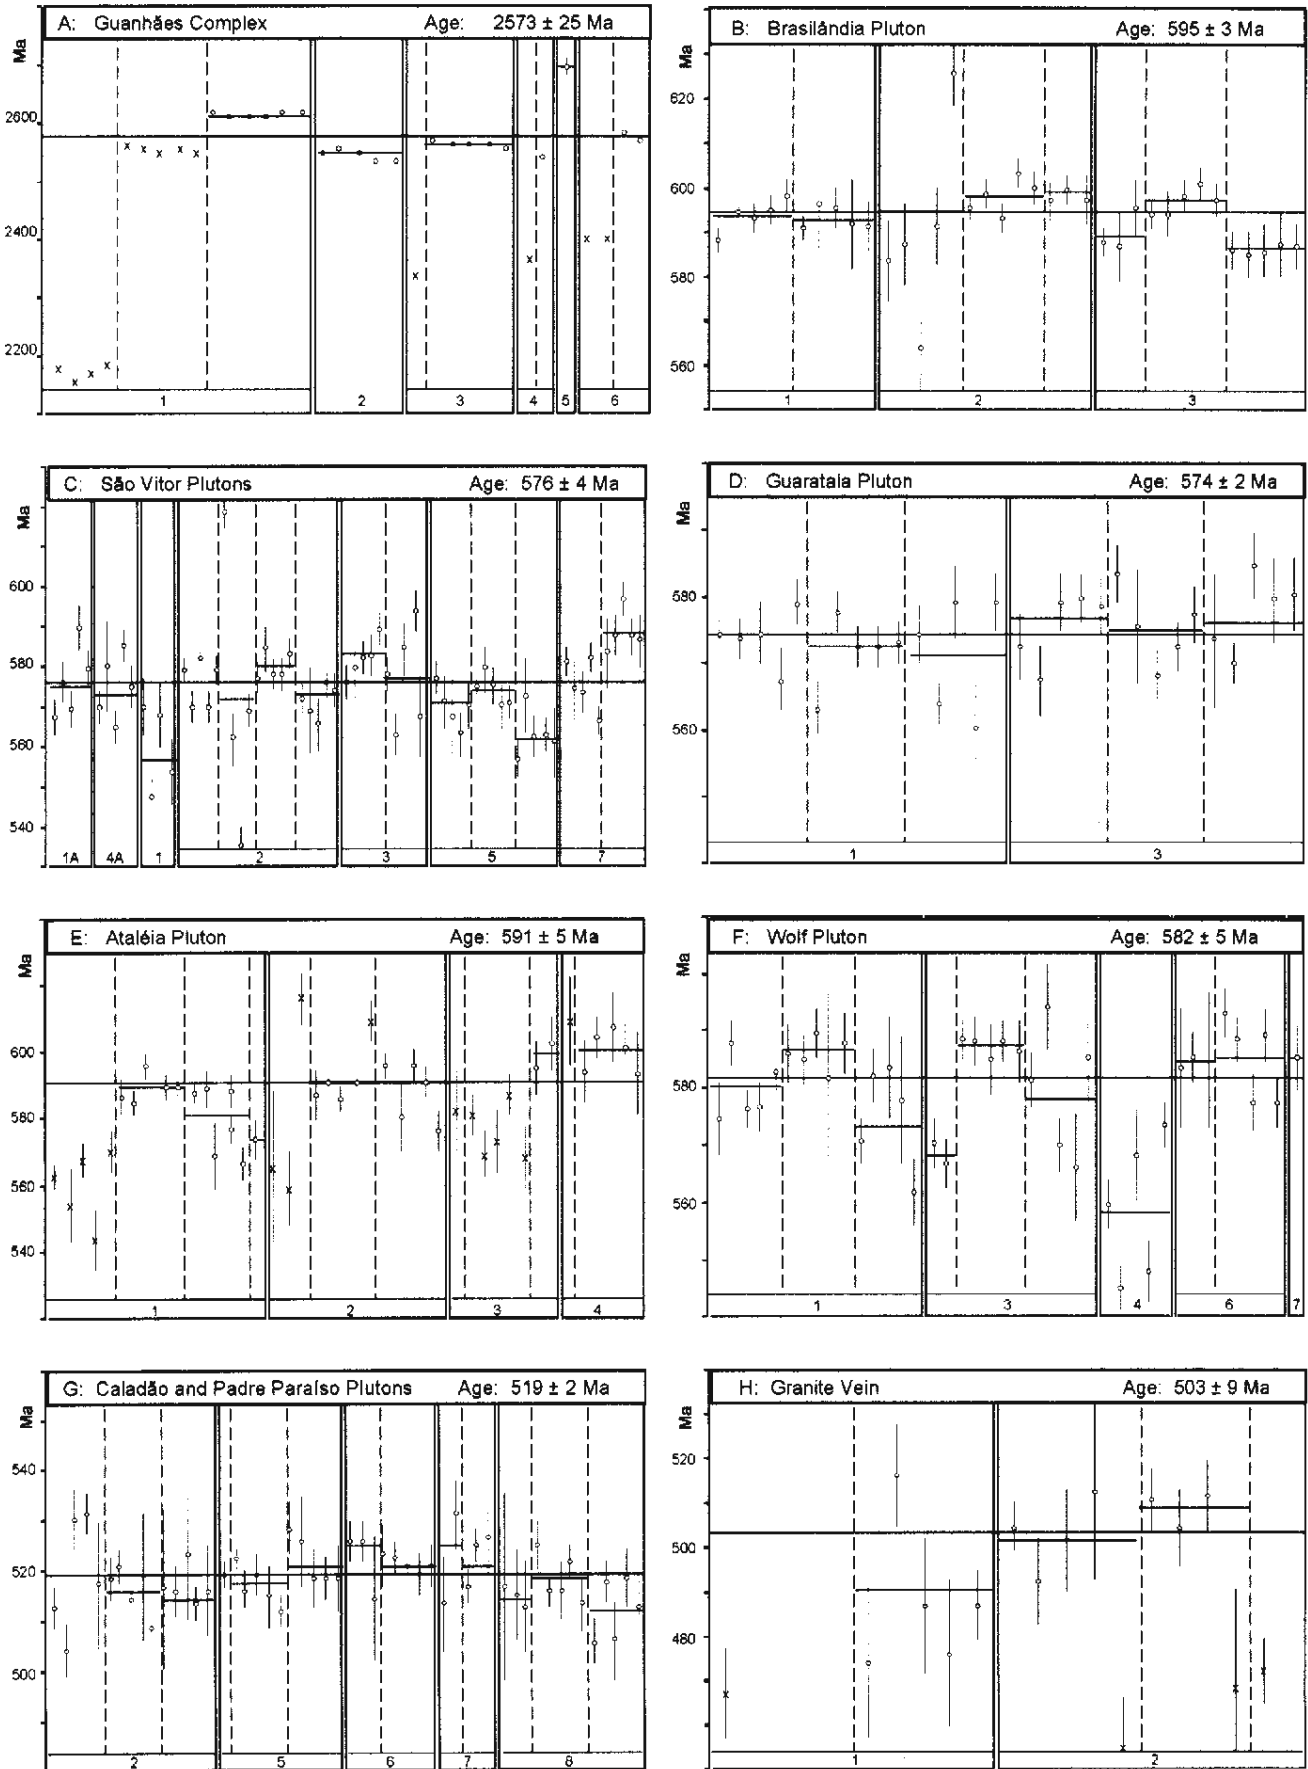 A: Guanhães Complex Age: 2573 ± 25 Ma
Ma
2600
2400
2200
1 2 3 4 5 6
B: Brasilândia Pluton Age: 595 ± 3 Ma
Ma
620
600
580
560
1 2 3
C: São Vitor Plutons Age: 576 ± 4 Ma
Ma
600
580
560
540
1A 4A 1 2 3 5 7
D: Guarataia Pluton Age: 574 ± 2 Ma
Ma
580
560
1 3
E: Ataléia Pluton Age: 591 ± 5 Ma
Ma
600
580
560
540
1 2 3 4
F: Wolf Pluton Age: 582 ± 5 Ma
Ma
580
560
1 3 4 6 7
G: Caladão and Padre Paraíso Plutons Age: 519 ± 2 Ma
Ma
540
520
500
2 5 6 7 8
H: Granite Vein Age: 503 ± 9 Ma
Ma
520
500
480
1 2